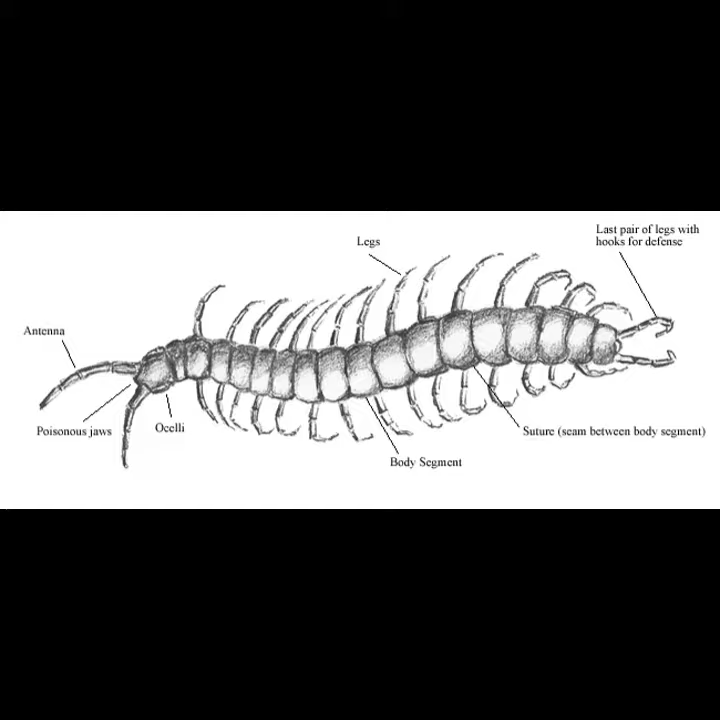 Last pair of legs with
hooks for defense
Legs
Antenna
Poisonous jaws
Ocelli
Suture (seam between body segment)
Body Segment